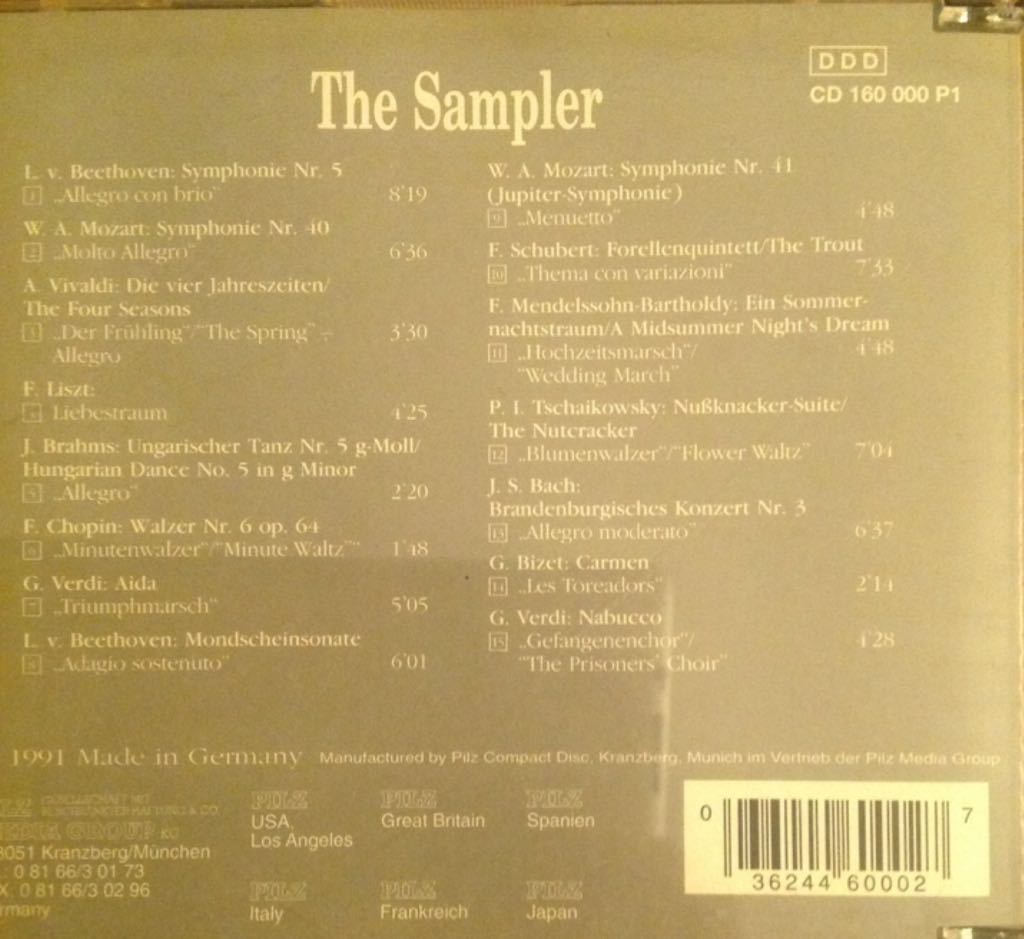 The Sampler
DDD
CD 160 000 P1
L. v. Beethoven: Symphonie Nr. 5
1 „Allegro con brio“ 8'19
W. A. Mozart: Symphonie Nr. 40
2 „Molto Allegro“ 6'36
A. Vivaldi: Die vier Jahreszeiten/
The Four Seasons
3 „Der Frühling“/“The Spring” – 3'30
Allegro
F. Liszt:
4 Liebestraum 4'25
J. Brahms: Ungarischer Tanz Nr. 5 g-Moll/
Hungarian Dance No. 5 in g Minor
5 „Allegro“ 2'20
F. Chopin: Walzer Nr. 6 op. 64
6 „Minutenwalzer“/“Minute Waltz”“ 1'48
G. Verdi: Aida
7 „Triumphmarsch“ 5'05
L. v. Beethoven: Mondscheinsonate
8 „Adagio sostenuto“ 6'01
W. A. Mozart: Symphonie Nr. 41
(Jupiter-Symphonie)
9 „Menuetto“ 4'48
F. Schubert: Forellenquintett/The Trout
10 „Thema con variazioni“ 7'33
F. Mendelssohn-Bartholdy: Ein Sommer-
nachtstraum/A Midsummer Night's Dream
11 „Hochzeitsmarsch“/ 4'48
“Wedding March”
P. I. Tschaikowsky: Nußknacker-Suite/
The Nutcracker
12 „Blumenwalzer“/“Flower Waltz” 7'04
J. S. Bach:
Brandenburgisches Konzert Nr. 3
13 „Allegro moderato“ 6'37
G. Bizet: Carmen
14 „Les Toreadors“ 2'14
G. Verdi: Nabucco
15 „Gefangenenchor“/ 4'28
“The Prisoners' Choir”
1991 Made in Germany Manufactured by Pilz Compact Disc, Kranzberg, Munich im Vertrieb der Pilz Media Group
GESELLSCHAFT MIT
BESCHRÄNKTER HAFTUNG & CO.
MEDIA GROUP KG
8051 Kranzberg/München
: 0 81 66/3 01 73
X. 0 81 66/3 02 96
rmany
PILZ
USA,
Los Angeles
PILZ
Great Britain
PILZ
Spanien
PILZ
Italy
PILZ
Frankreich
PILZ
Japan
0 36244 60002 7